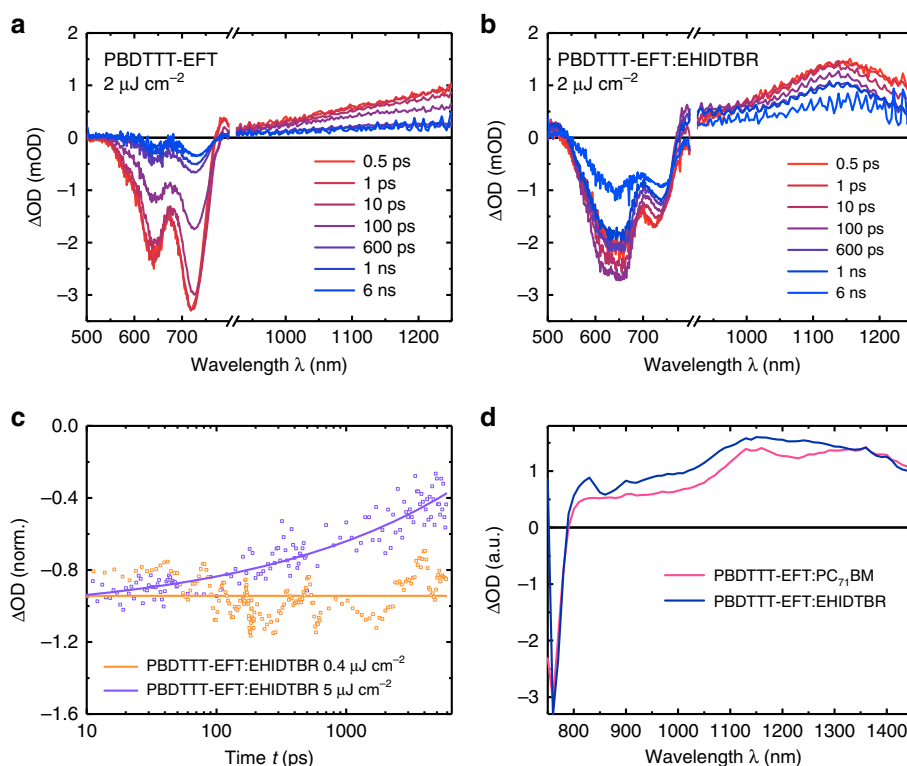 a
PBDTTT-EFT
2 μJ cm⁻²
ΔOD (mOD)
2
1
0
−1
−2
−3
0.5 ps
1 ps
10 ps
100 ps
600 ps
1 ns
6 ns
500 600 700 1000 1100 1200
Wavelength λ (nm)
b
PBDTTT-EFT:EHIDTBR
2 μJ cm⁻²
ΔOD (mOD)
2
1
0
−1
−2
−3
0.5 ps
1 ps
10 ps
100 ps
600 ps
1 ns
6 ns
500 600 700 1000 1100 1200
Wavelength λ (nm)
c
ΔOD (norm.)
−0.0
−0.4
−0.8
−1.2
−1.6
PBDTTT-EFT:EHIDTBR 0.4 μJ cm⁻²
PBDTTT-EFT:EHIDTBR 5 μJ cm⁻²
10 100 1000
Time t (ps)
d
ΔOD (a.u.)
1
0
−1
−3
PBDTTT-EFT:PC₇₁BM
PBDTTT-EFT:EHIDTBR
800 900 1000 1100 1200 1300 1400
Wavelength λ (nm)